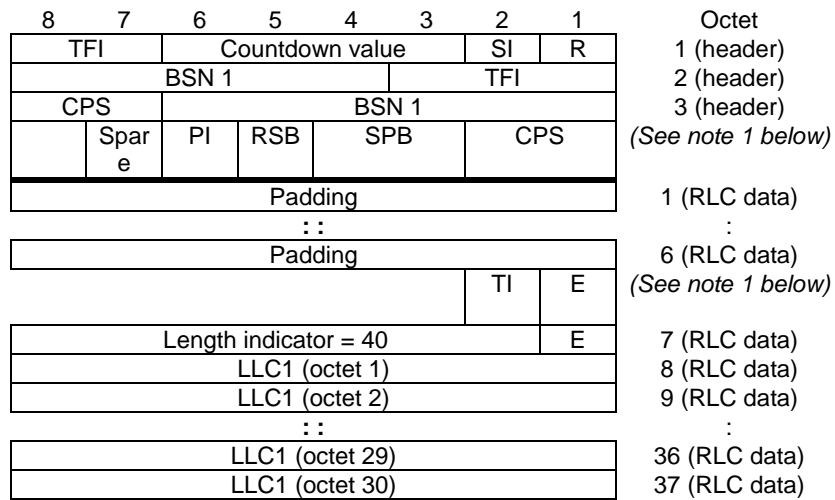 8 7 6 5 4 3 2 1 Octet
TFI Countdown value SI R 1 (header)
BSN 1 TFI 2 (header)
CPS BSN 1 3 (header)
Spar PI RSB SPB CPS (See note 1 below)
e
Padding 1 (RLC data)
: : :
Padding 6 (RLC data)
TI E (See note 1 below)
Length indicator = 40 E 7 (RLC data)
LLC1 (octet 1) 8 (RLC data)
LLC1 (octet 2) 9 (RLC data)
: : :
LLC1 (octet 29) 36 (RLC data)
LLC1 (octet 30) 37 (RLC data)